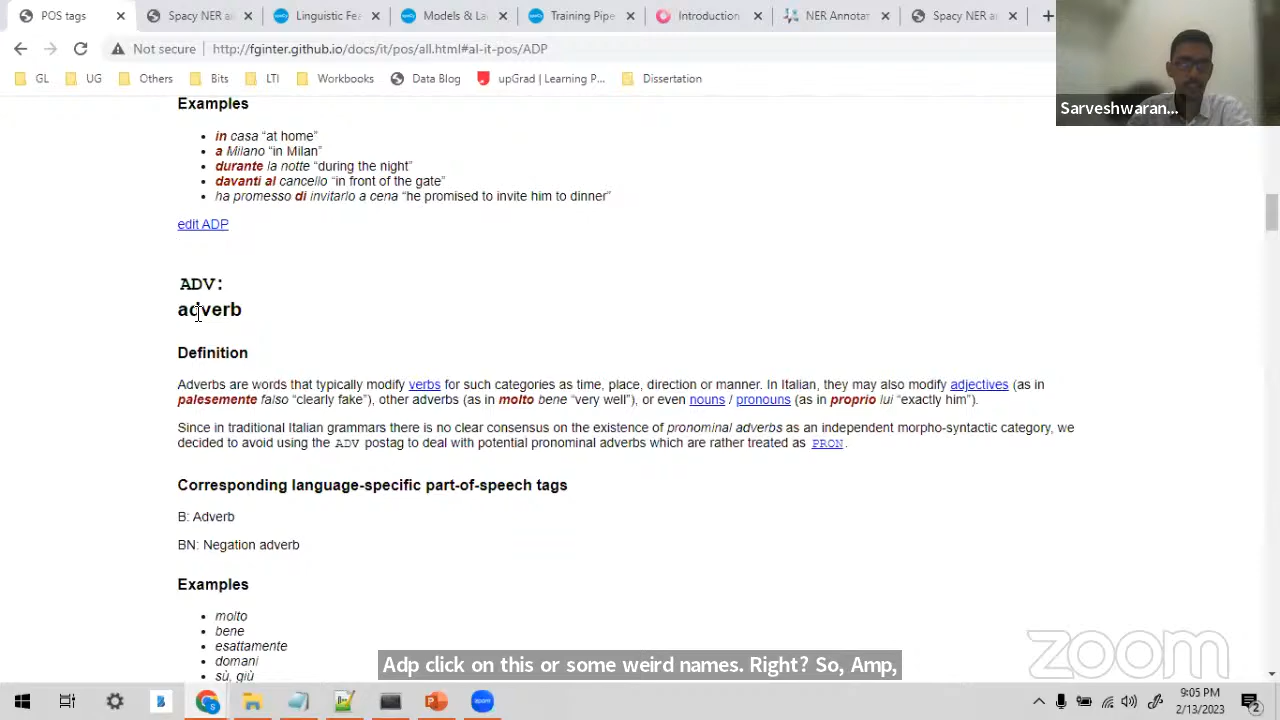 POS tags
Linguistic Fea
Models & La
Training Pipe
Introduction
NER Annotat
Spacy NER a
Not secure
http://fginter.github.io/docs/it/pos/all.html#al-it-pos/ADP
GL
UG
Others
Bits
LTI
Workbooks
Data Blog
upGrad | Learning P...
Dissertation
Sarveshwaran...
Examples
• in casa “at home”
• a Milano “in Milan”
• durante la notte “during the night”
• davanti al cancello “in front of the gate”
• ha promesso di invitarlo a cena “he promised to invite him to dinner”
edit ADP
ADV:
adverb
Definition
Adverbs are words that typically modify verbs for such categories as time, place, direction or manner. In Italian, they may also modify adjectives (as in
palesemente falso “clearly fake”), other adverbs (as in molto bene “very well”), or even nouns / pronouns (as in proprio lui “exactly him”).
Since in traditional Italian grammars there is no clear consensus on the existence of pronominal adverbs as an independent morpho-syntactic category, we
decided to avoid using the ADV postag to deal with potential pronominal adverbs which are rather treated as PRON.
Corresponding language-specific part-of-speech tags
B: Adverb
BN: Negation adverb
Examples
• molto
• bene
• esattamente
• domani
• sù, giù
Adp click on this or some weird names. Right? So, Amp,
zoom
zoom
9:05 PM
2/13/2023
2